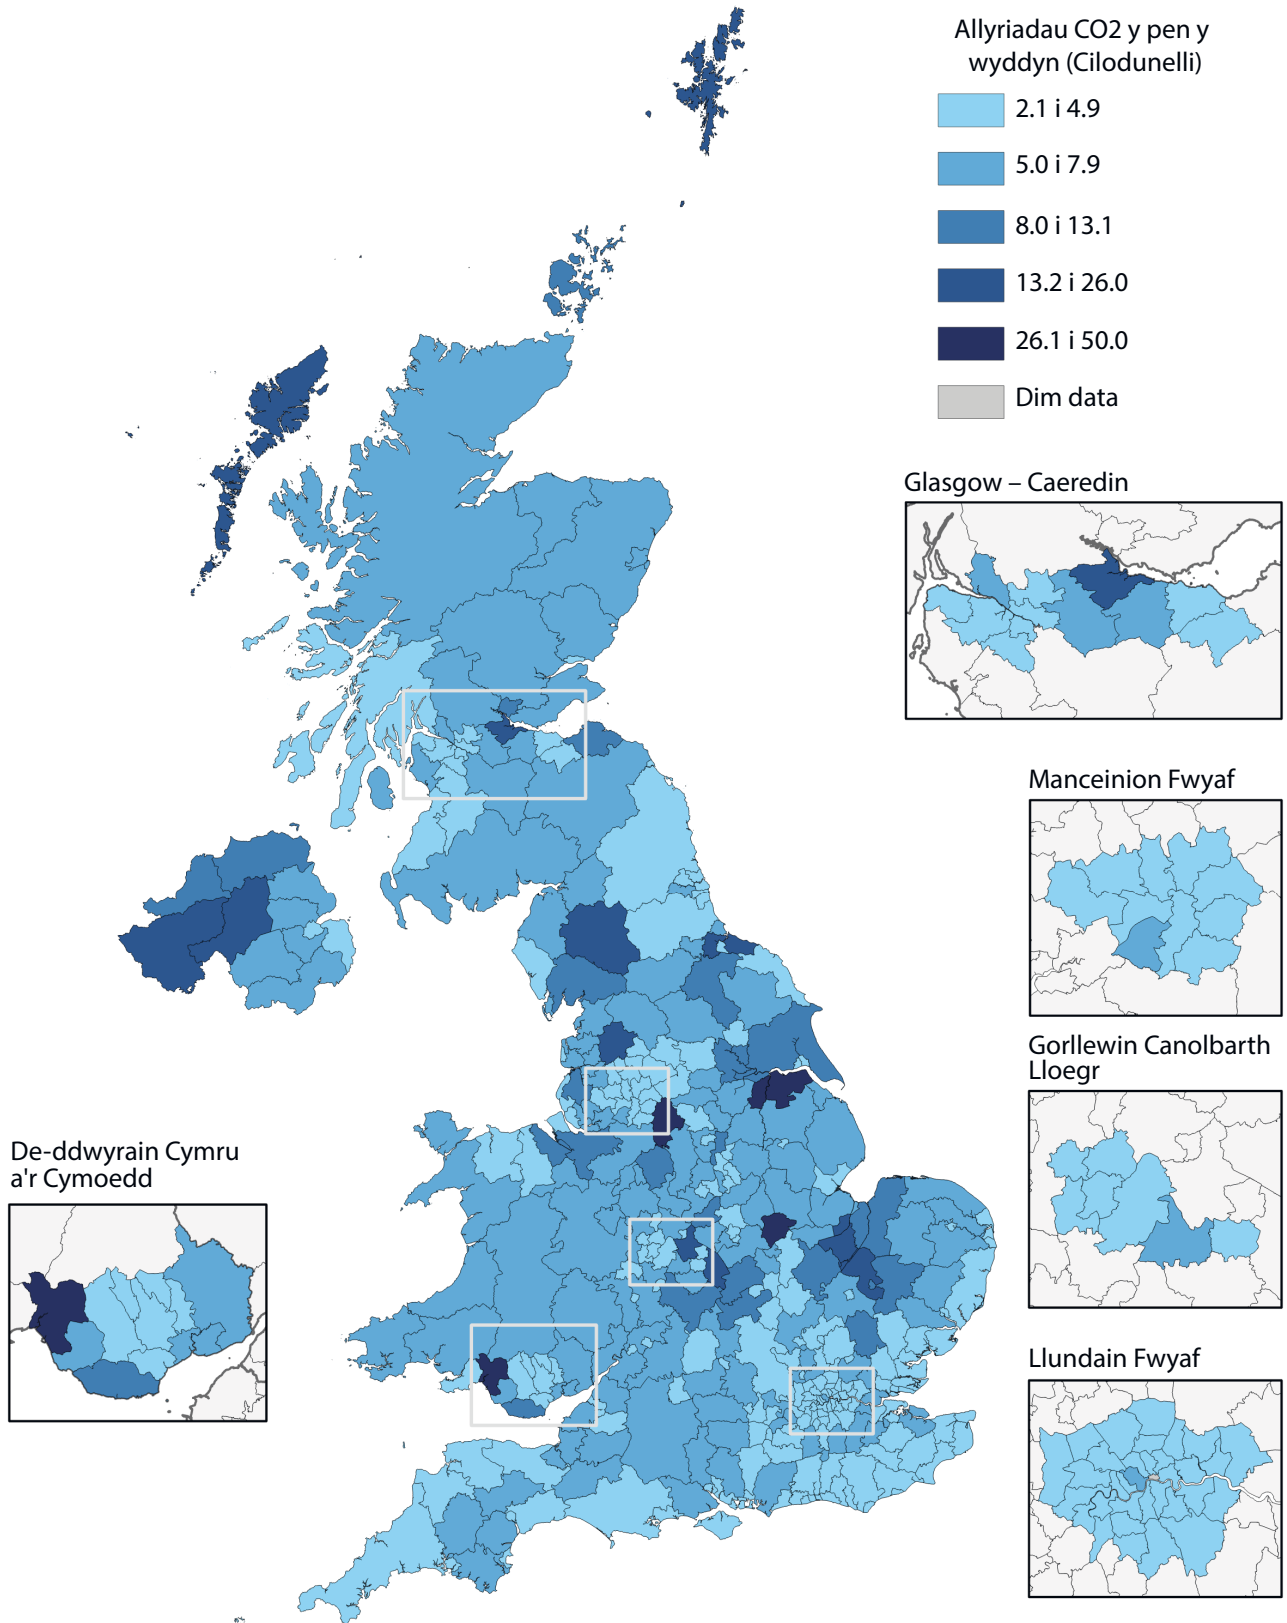 Allyriadau CO2 y pen y
wyddyn (Cilodunelli)
2.1 i 4.9
5.0 i 7.9
8.0 i 13.1
13.2 i 26.0
26.1 i 50.0
Dim data
Glasgow – Caeredin
Manceinion Fwyaf
Gorllewin Canolbarth
Lloegr
De-ddwyrain Cymru
a'r Cymoedd
Llundain Fwyaf